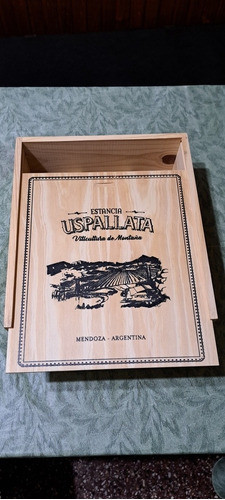 ESTANCIA
USPALLATA
Viticultura de Montaña
MENDOZA - ARGENTINA